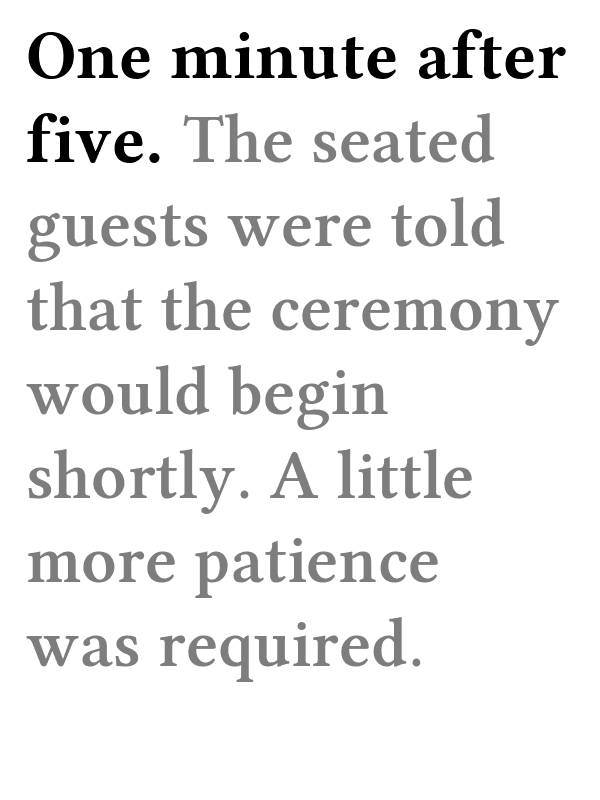 One minute after
five. The seated
guests were told
that the ceremony
would begin
shortly. A little
more patience
was required.